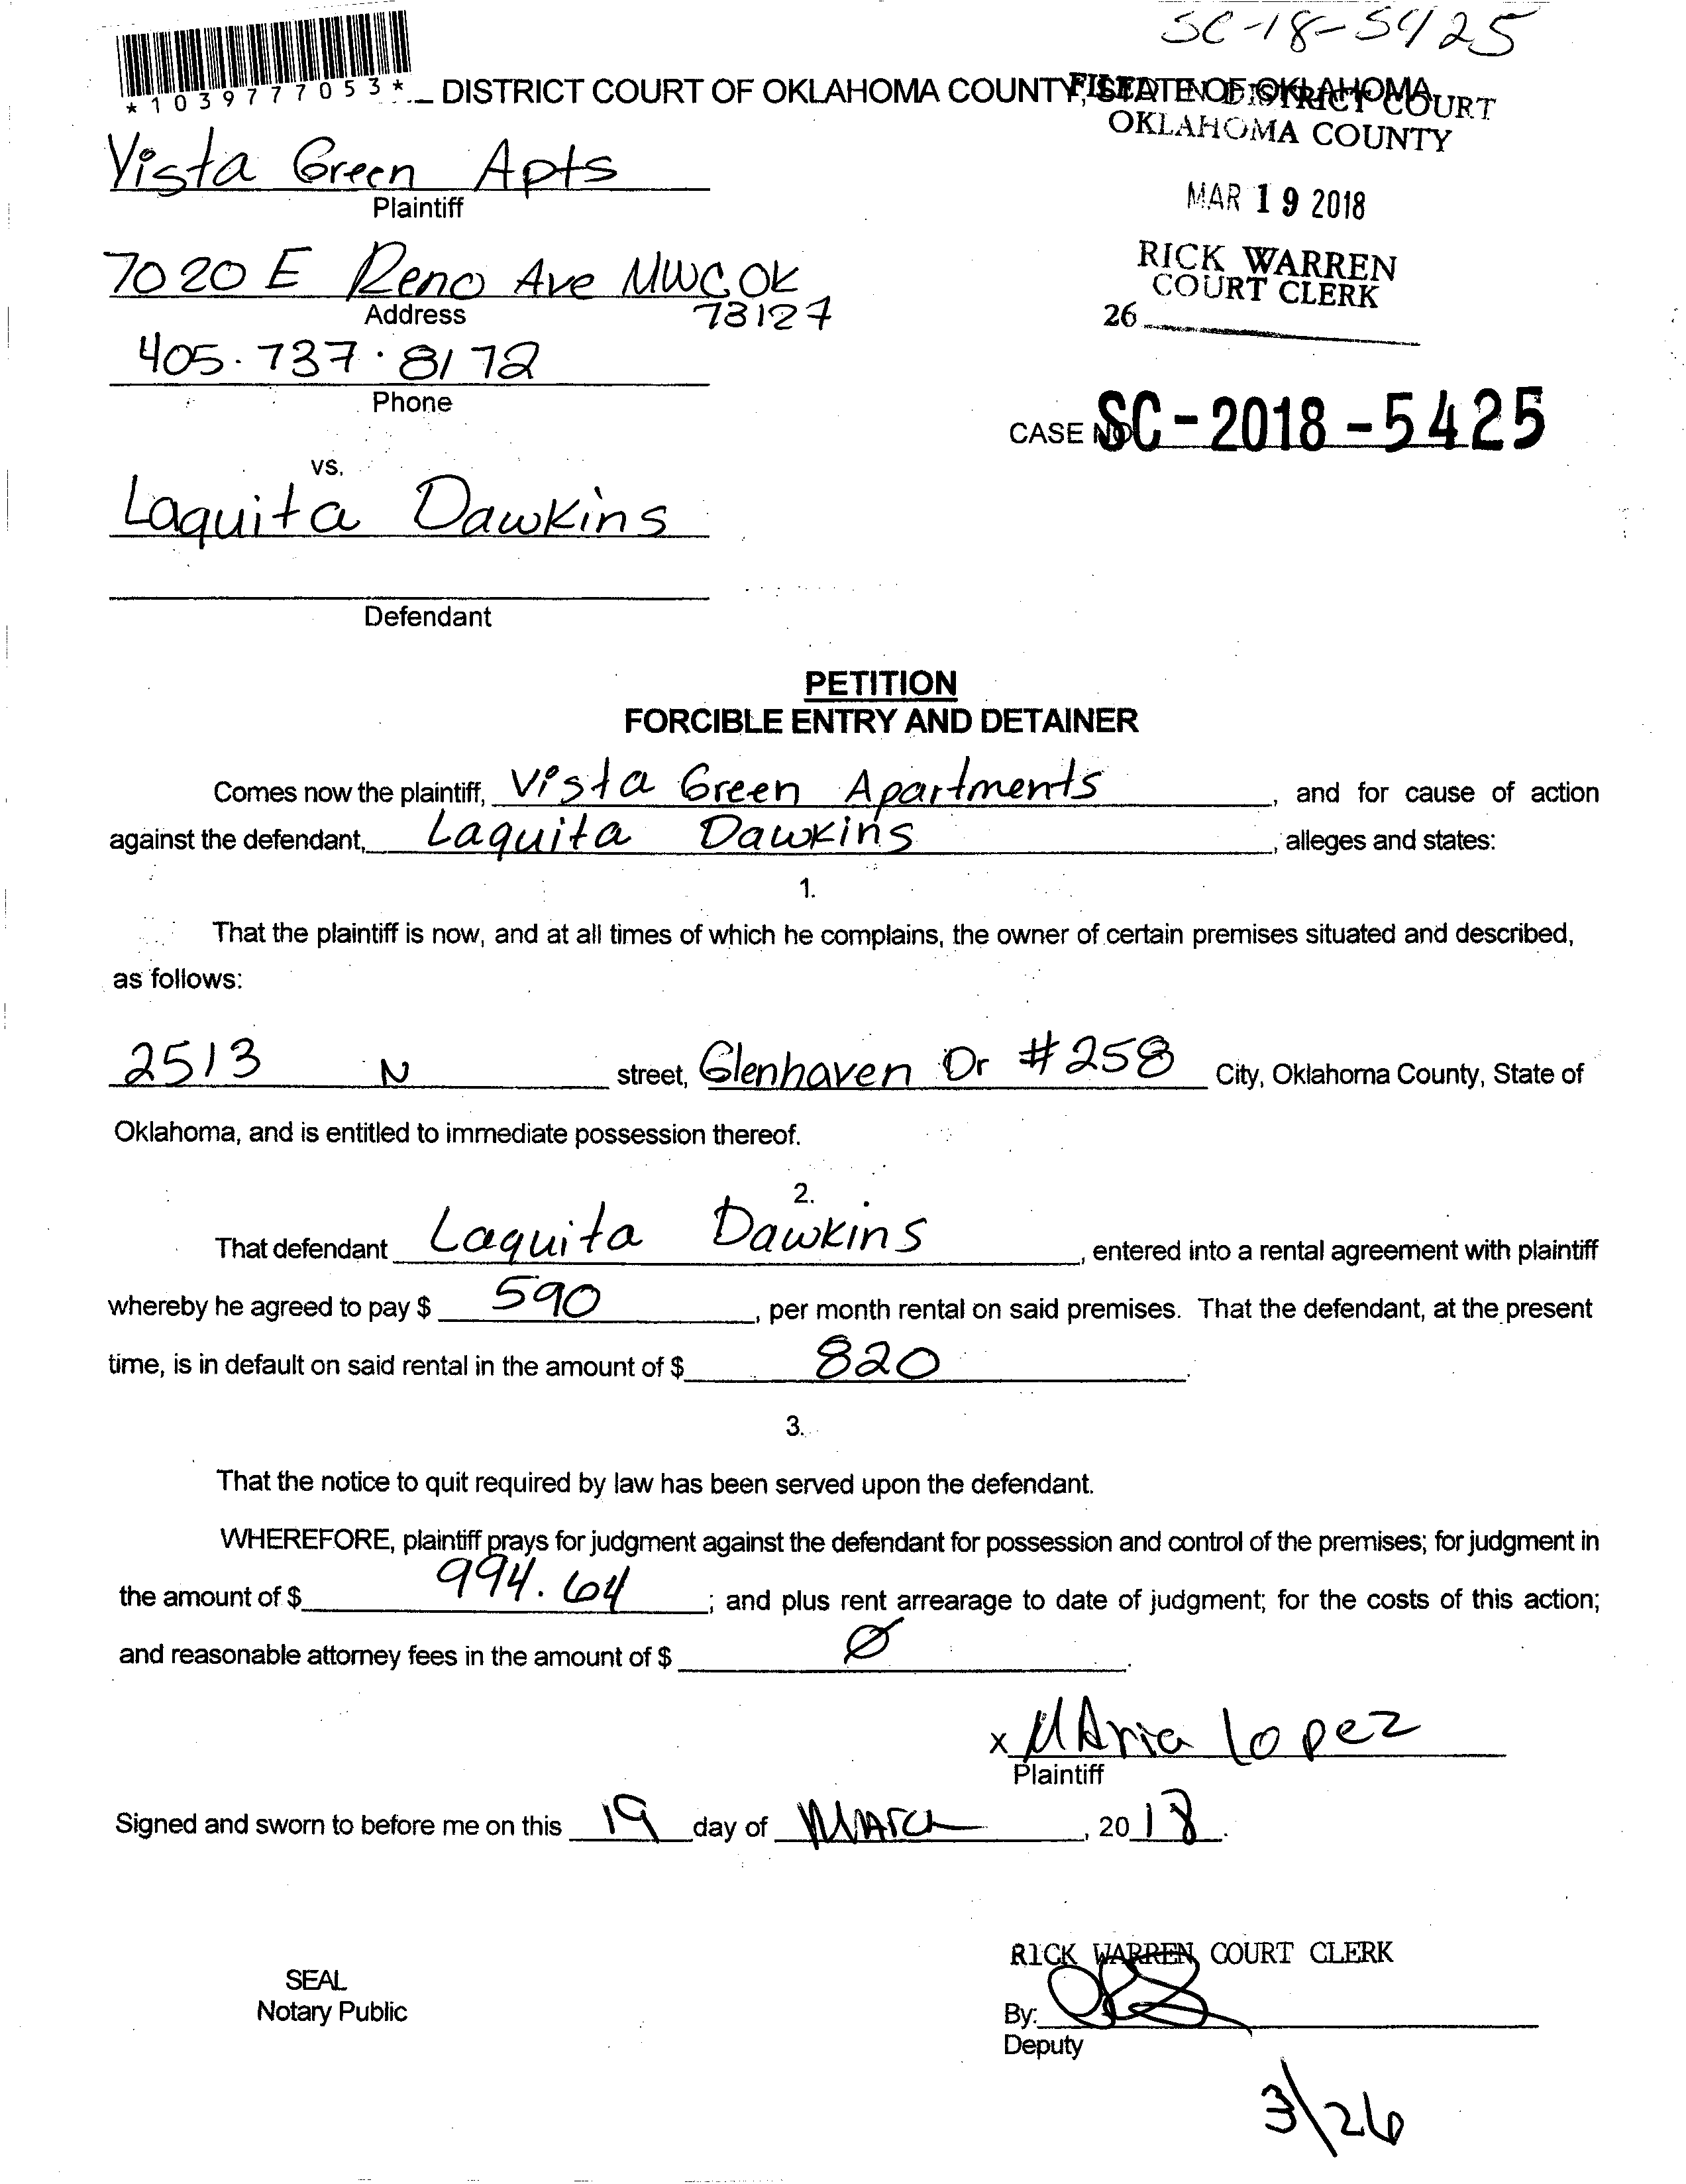 SC-18-5425
*1039777053*
DISTRICT COURT OF OKLAHOMA COUNTY, STATE OF OKLAHOMA
FILED IN DISTRICT COURT
OKLAHOMA COUNTY
Vista Green Apts
Plaintiff
MAR 19 2018
7020 E Reno Ave MWC OK
73127
Address
RICK WARREN
COURT CLERK
26
405.737.8172
Phone
CASE NO SC-2018-5425
vs.
Laquita Dawkins
Defendant
PETITION
FORCIBLE ENTRY AND DETAINER
Comes now the plaintiff, Vista Green Apartments, and for cause of action
against the defendant, Laquita Dawkins, alleges and states:
1.
That the plaintiff is now, and at all times of which he complains, the owner of certain premises situated and described,
as follows:
2513 N street, Glenhaven Dr #258 City, Oklahoma County, State of
Oklahoma, and is entitled to immediate possession thereof.
2.
That defendant Laquita Dawkins, entered into a rental agreement with plaintiff
whereby he agreed to pay $ 590, per month rental on said premises. That the defendant, at the present
time, is in default on said rental in the amount of $ 820.
3.
That the notice to quit required by law has been served upon the defendant.
WHEREFORE, plaintiff prays for judgment against the defendant for possession and control of the premises; for judgment in
the amount of $ 994.64; and plus rent arrearage to date of judgment; for the costs of this action;
and reasonable attorney fees in the amount of $ Ø.
x MAria lopez
Plaintiff
Signed and sworn to before me on this 19 day of March, 2018.
RICK WARREN COURT CLERK
SEAL
Notary Public
By:
Deputy
3/26